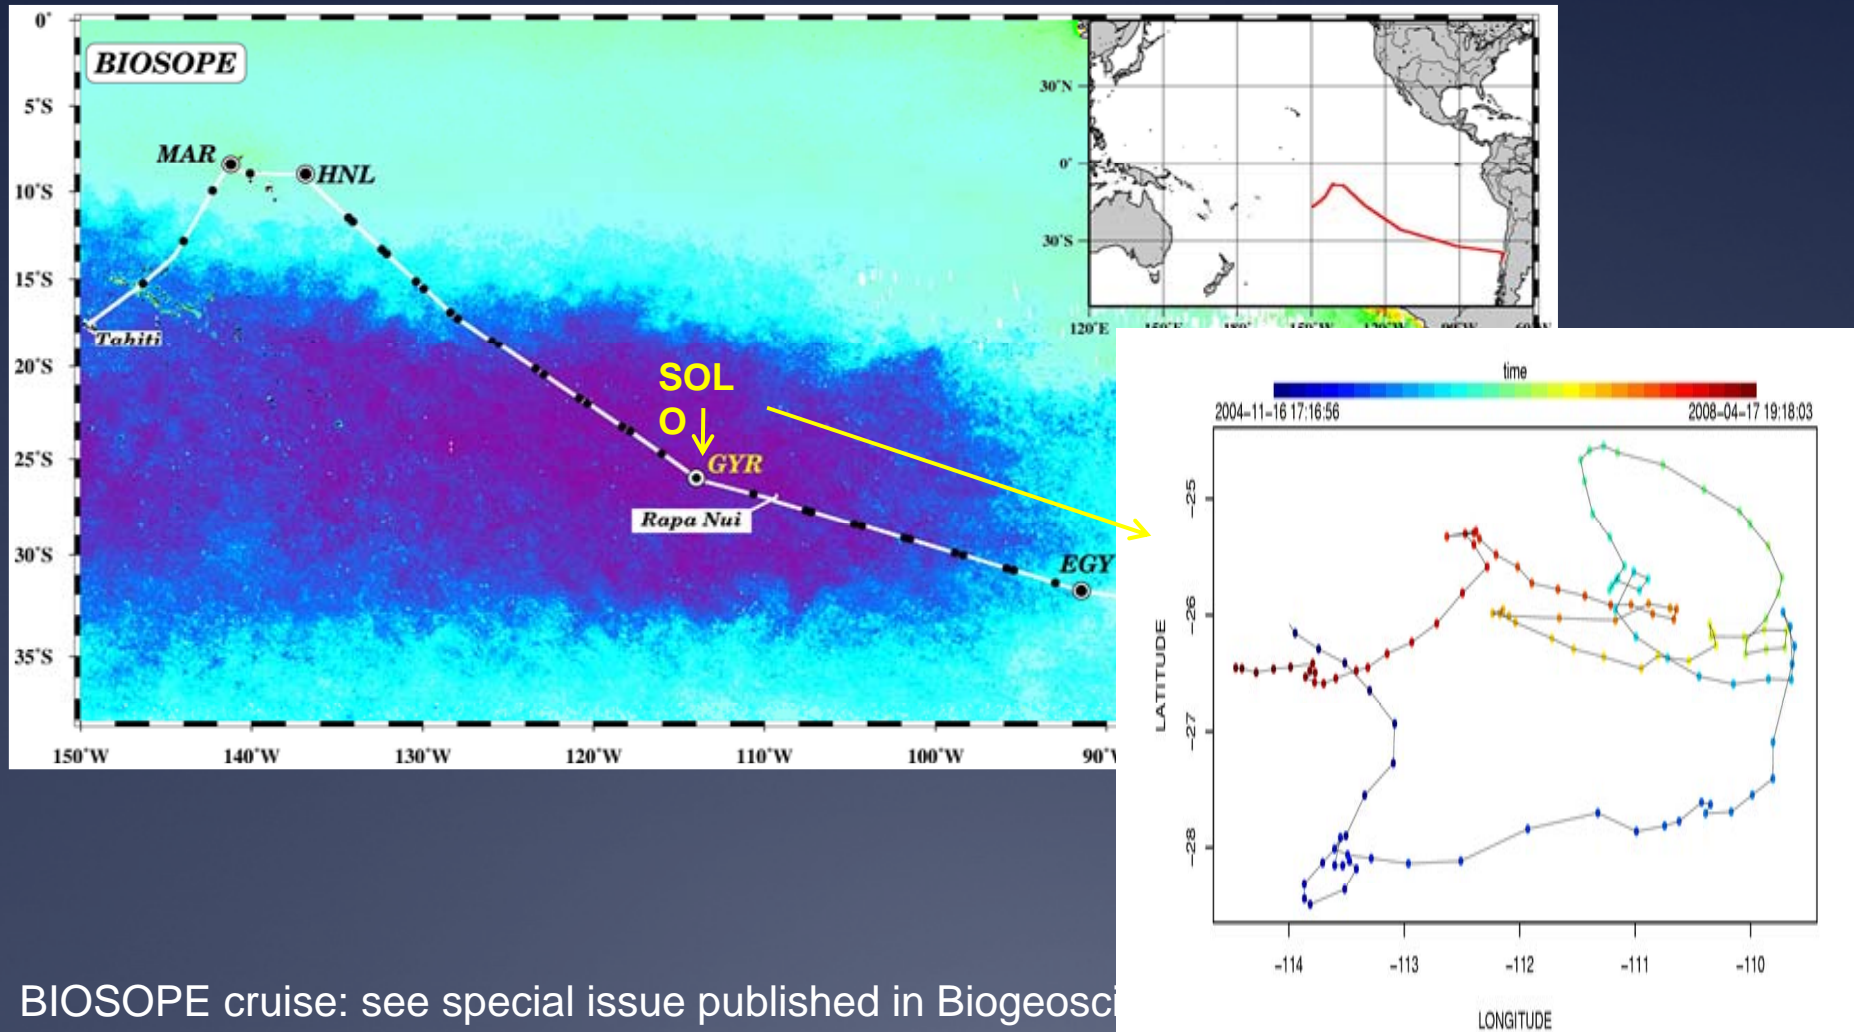 BIOSOPE
0°
5°S
10°S
15°S
20°S
25°S
30°S
35°S
150°W 140°W 130°W 120°W 110°W 100°W 90°
MAR
HNL
Tahiti
SOL
O
GYR
Rapa Nui
EGY
30°N
0°
30°S
120°E
time
2004-11-16 17:16:56 2008-04-17 19:18:03
LATITUDE
-25
-26
-27
-28
-114 -113 -112 -111 -110
LONGITUDE
BIOSOPE cruise: see special issue published in Biogeosci